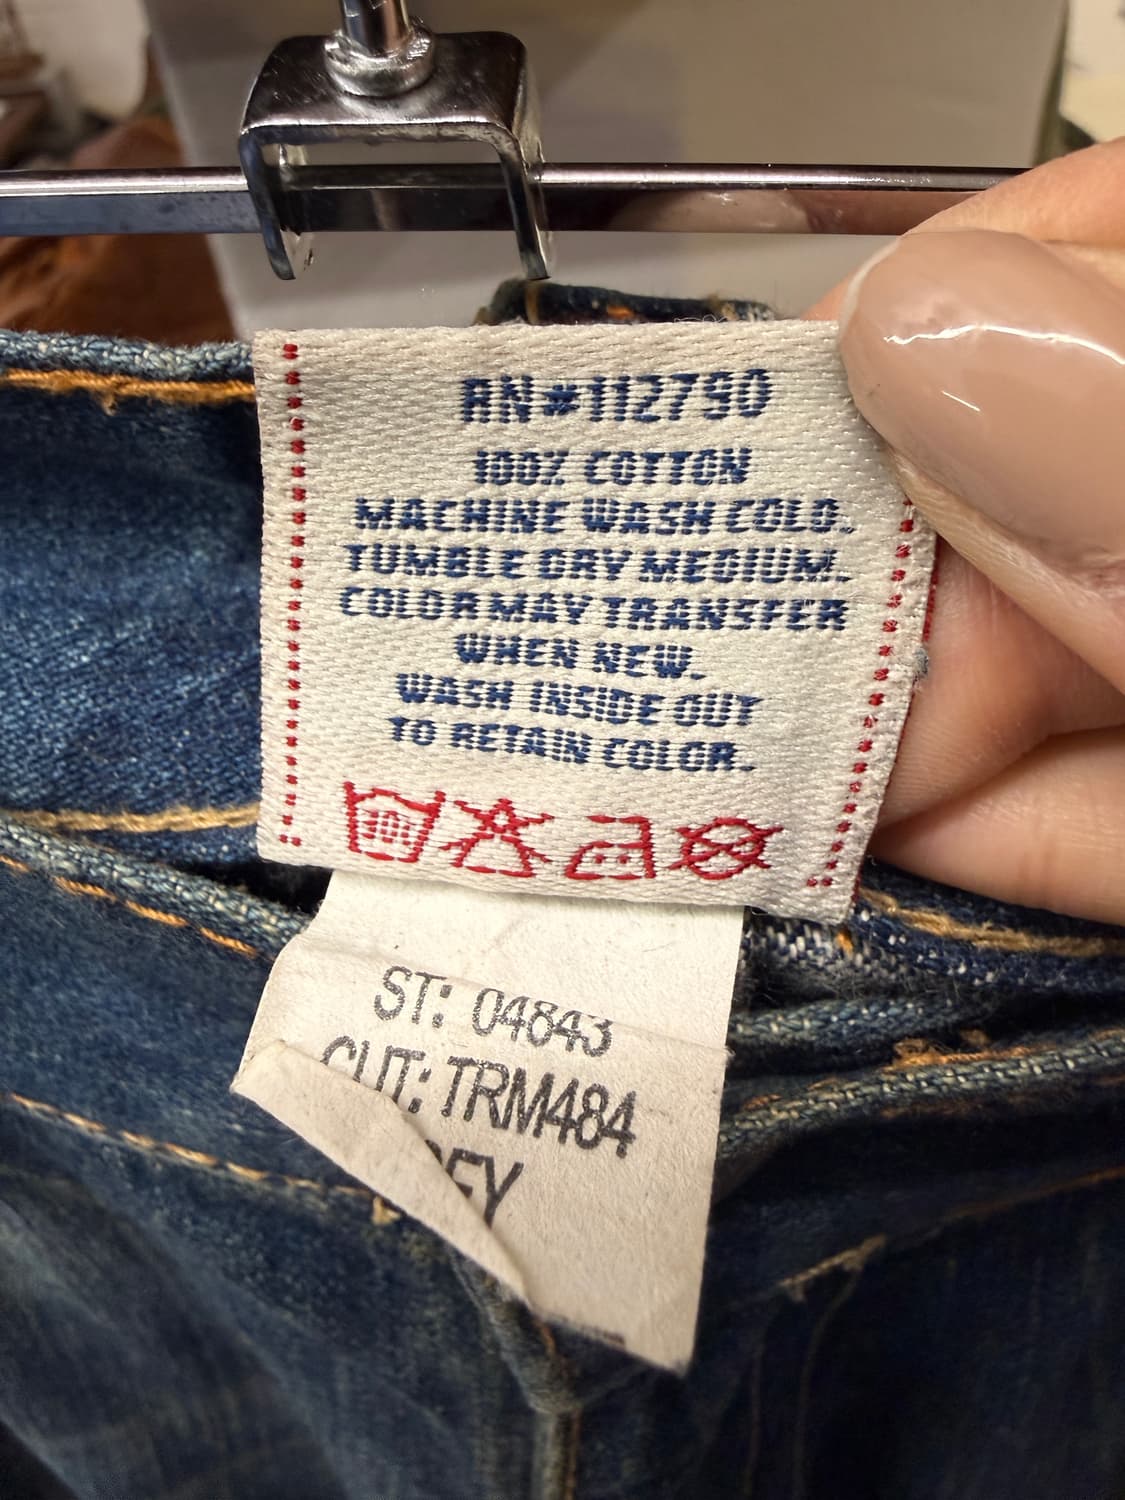 RN#112790
100% COTTON
MACHINE WASH COLD.
TUMBLE DRY MEDIUM.
COLOR MAY TRANSFER
WHEN NEW.
WASH INSIDE OUT
TO RETAIN COLOR.
ST: 04843
CUT: TRM484